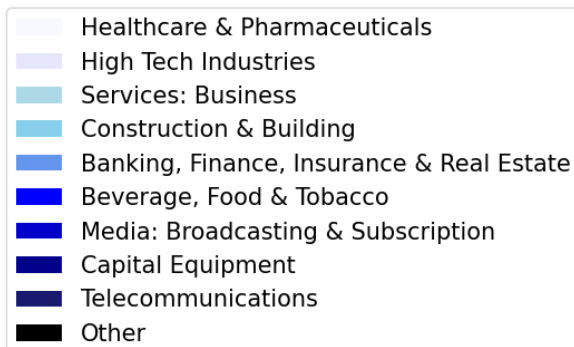 Healthcare & Pharmaceuticals
High Tech Industries
Services: Business
Construction & Building
Banking, Finance, Insurance & Real Estate
Beverage, Food & Tobacco
Media: Broadcasting & Subscription
Capital Equipment
Telecommunications
Other